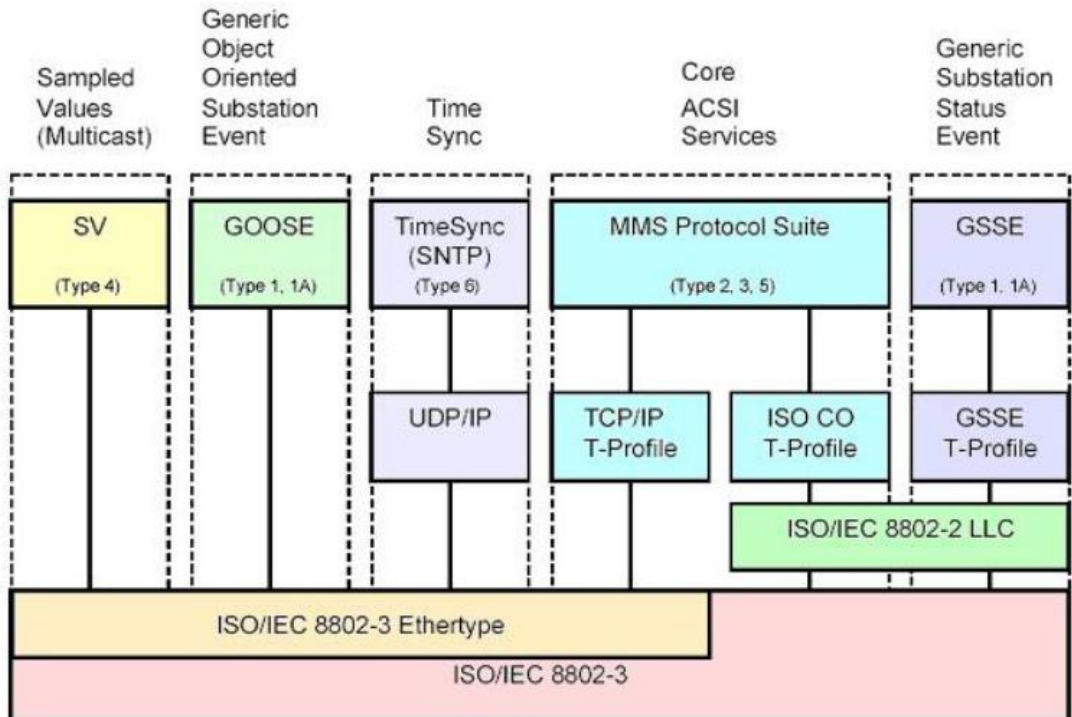 Sampled
Values
(Multicast)
Generic
Object
Oriented
Substation
Event
Time
Sync
Core
ACSI
Services
Generic
Substation
Status
Event
SV
(Type 4)
GOOSE
(Type 1, 1A)
TimeSync
(SNTP)
(Type 6)
MMS Protocol Suite
(Type 2, 3, 5)
GSSE
(Type 1, 1A)
UDP/IP
TCP/IP
T-Profile
ISO CO
T-Profile
GSSE
T-Profile
ISO/IEC 8802-2 LLC
ISO/IEC 8802-3 Ethertype
ISO/IEC 8802-3